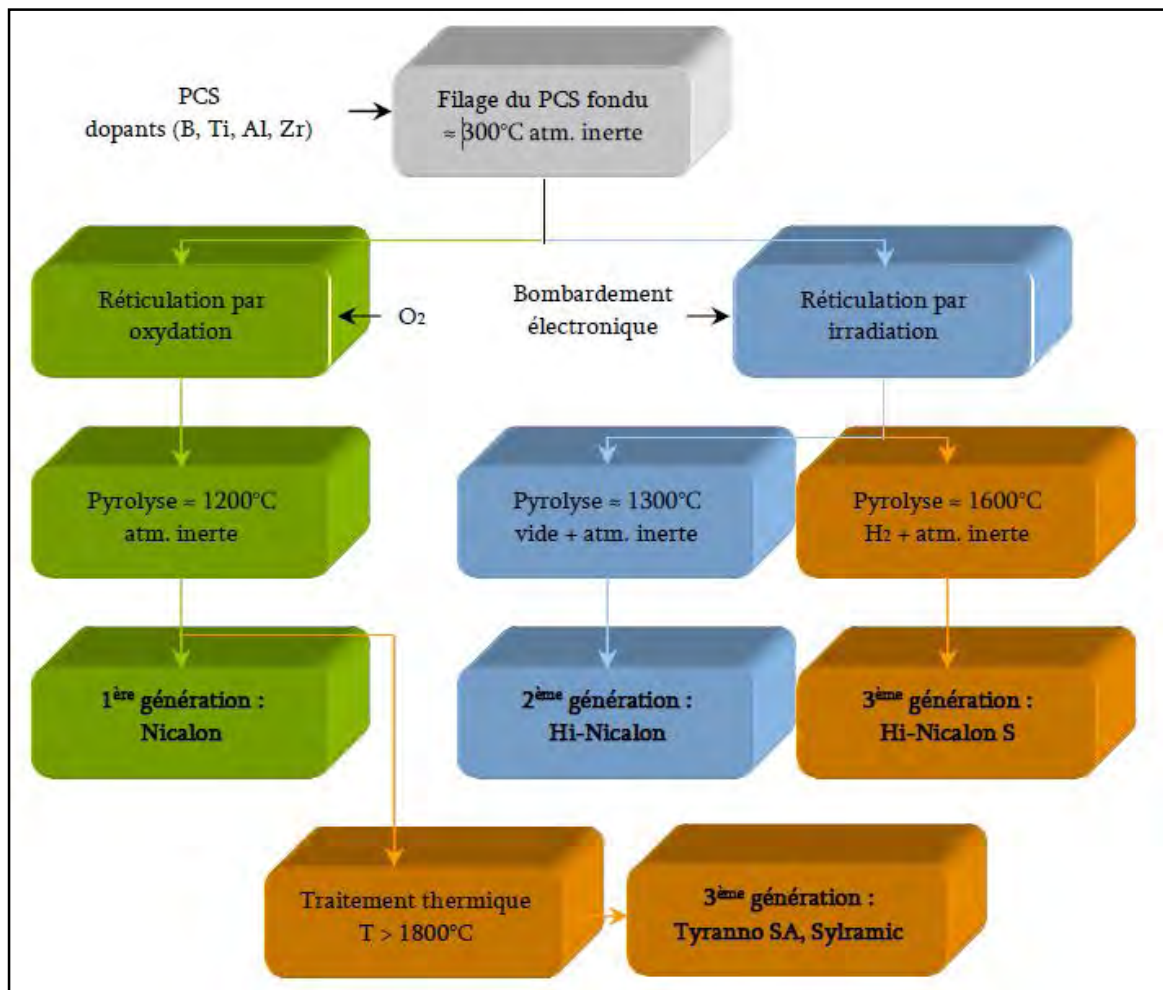 PCS
dopants (B, Ti, Al, Zr)
Filage du PCS fondu
≈ 300°C atm. inerte
Réticulation par
oxydation
O2
Bombardement
électronique
Réticulation par
irradiation
Pyrolyse ≈ 1200°C
atm. inerte
Pyrolyse ≈ 1300°C
vide + atm. inerte
Pyrolyse ≈ 1600°C
H2 + atm. inerte
1ère génération :
Nicalon
2ème génération :
Hi-Nicalon
3ème génération :
Hi-Nicalon S
Traitement thermique
T > 1800°C
3ème génération :
Tyranno SA, Sylramic